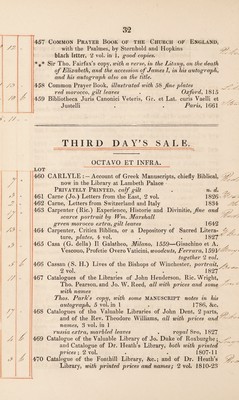 32
457 COMMON PRAYER BOOK OF THE CHURCH OF ENGLAND,
with the Psalmes, by Sternhold and Hopkins
black letter, 2 vol. in 1. good copies.
*** Sir Tho. Fairfax's copy, with a verse, in the Litany, on the death
of Elizabeth, and the accession of James I, in his autograph,
and his autograph also on the title.
458 Common Prayer Book, illustrated with 58 fine plates
red morocco, gilt leaves Oxford, 1815
459 Bibliotheca Juris Canonici Veteris, Gr. et Lat. curis Vaelli et
Justelli Paris, 1661
THIRD DAY'S SALE.
OCTAVO ET INFRA.
LOT
460 CARLYLE:—Account of Greek Manuscripts, chiefly Biblical,
now in the Library at Lambeth Palace
PRIVATELY PRINTED, calf gilt n. d.
461 Carne (Jo.) Letters from the East, 2 vol. 1826
462 Carne, Letters from Switzerland and Italy 1834
463 Carpenter (Ric.) Experience, Historie and Divinitie, fine and
scarce portrait by Wm. Marshall
green morocco extra, gilt leaves 1642
464 Carpenter, Critica Biblica, or a Depository of Sacred Litera-
ture, plates, 4 vol. 1827
465 Casa (G. della) Il Galatheo, Milano, 1559—Gioschino et A.
Vescovo, Profetie Overo Vaticini, woodcuts, Ferrara, 1591
together 2 vol.
466 Cassan (S. H.) Lives of the Bishops of Winchester, portrait,
2 vol. 1827
467 Catalogues of the Libraries of John Henderson, Ric. Wright,
Tho. Pearson, and Jo. W. Reed, all with prices and some
with names
Thos. Park's copy, with some MANUSCRIPT notes in his
autograph, 5 vol. in 1 1786, &c.
468 Catalogues of the Valuable Libraries of John Dent, 2 parts,
and of the Rev. Theodore Williams, all with prices and
names, 3 vol. in 1
russia extra, marbled leaves royal 8vo, 1827
469 Catalogue of the Valuable Library of Jo. Duke of Roxburghe;
and Catalogue of Dr. Heath's Library, both with printed
prices; 2 vol. 1807-11
470 Catalogue of the Fonthill Library, &c.; and of Dr. Heath's
Library, with printed prices and names; 2 vol. 1810-23